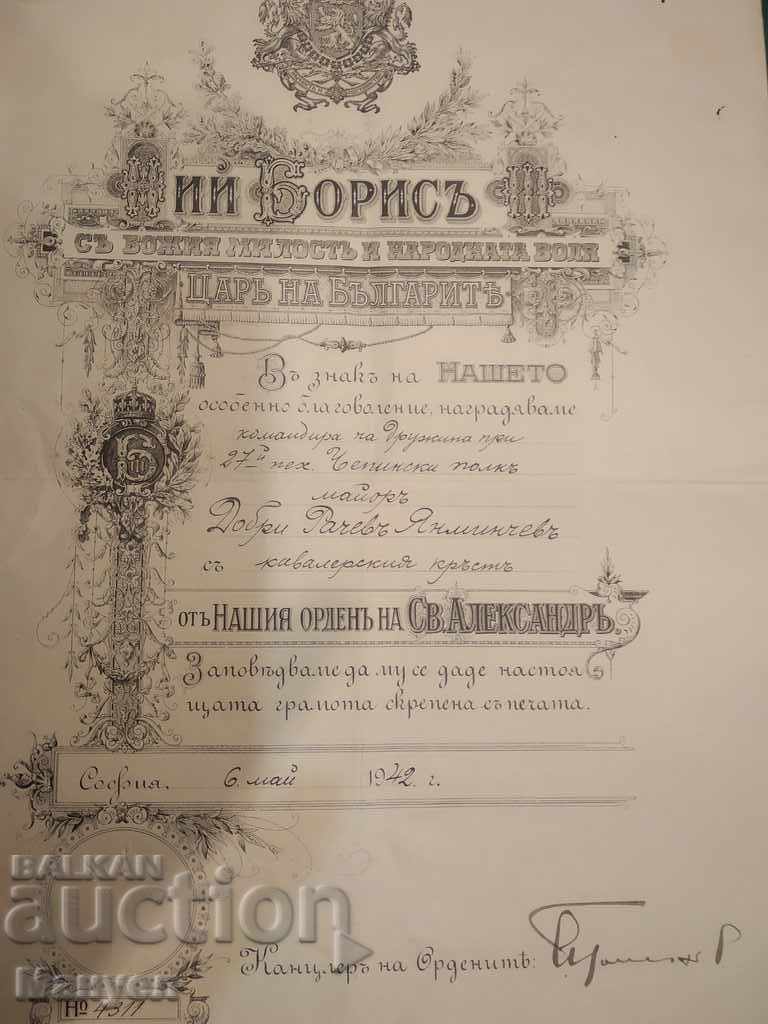 НИЙ БОРИСЪ III
СЪ БОЖИЯ МИЛОСТЬ И НАРОДНАТА ВОЛЯ
ЦАРЬ НА БЪЛГАРИТѢ
Въ знакъ на НАШЕТО
особенно благоволение, наградяваме
командира на дружина при
27-й пех. Чепински полкъ
майоръ
Добри Рачевъ Янминчевъ
съ кавалерския кръстъ
отъ НАШИЯ ОРДЕНЪ НА СВ. АЛЕКСАНДРЪ.
Заповѣдваме да му се даде настоя
щата грамота скрепена съ печата.
София, 6. май 1942 г.
Канцлеръ на Орденитѣ:
№ 4311
BALKAN
auction